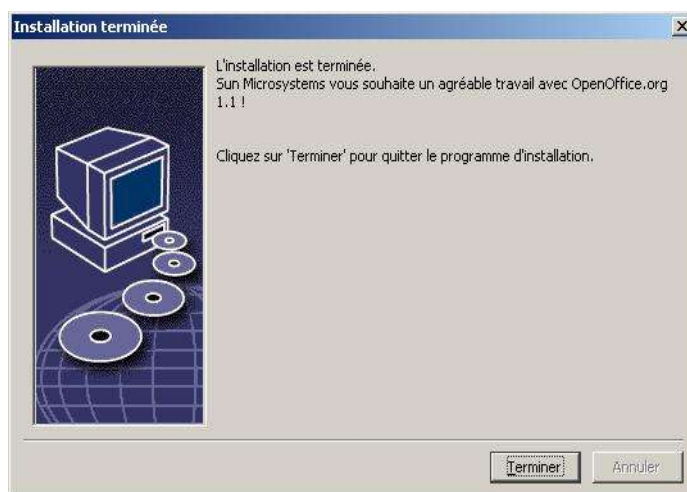 Installation terminée
L'installation est terminée.
Sun Microsystems vous souhaite un agréable travail avec OpenOffice.org
1.1 !
Cliquez sur 'Terminer' pour quitter le programme d'installation.
Terminer
Annuler